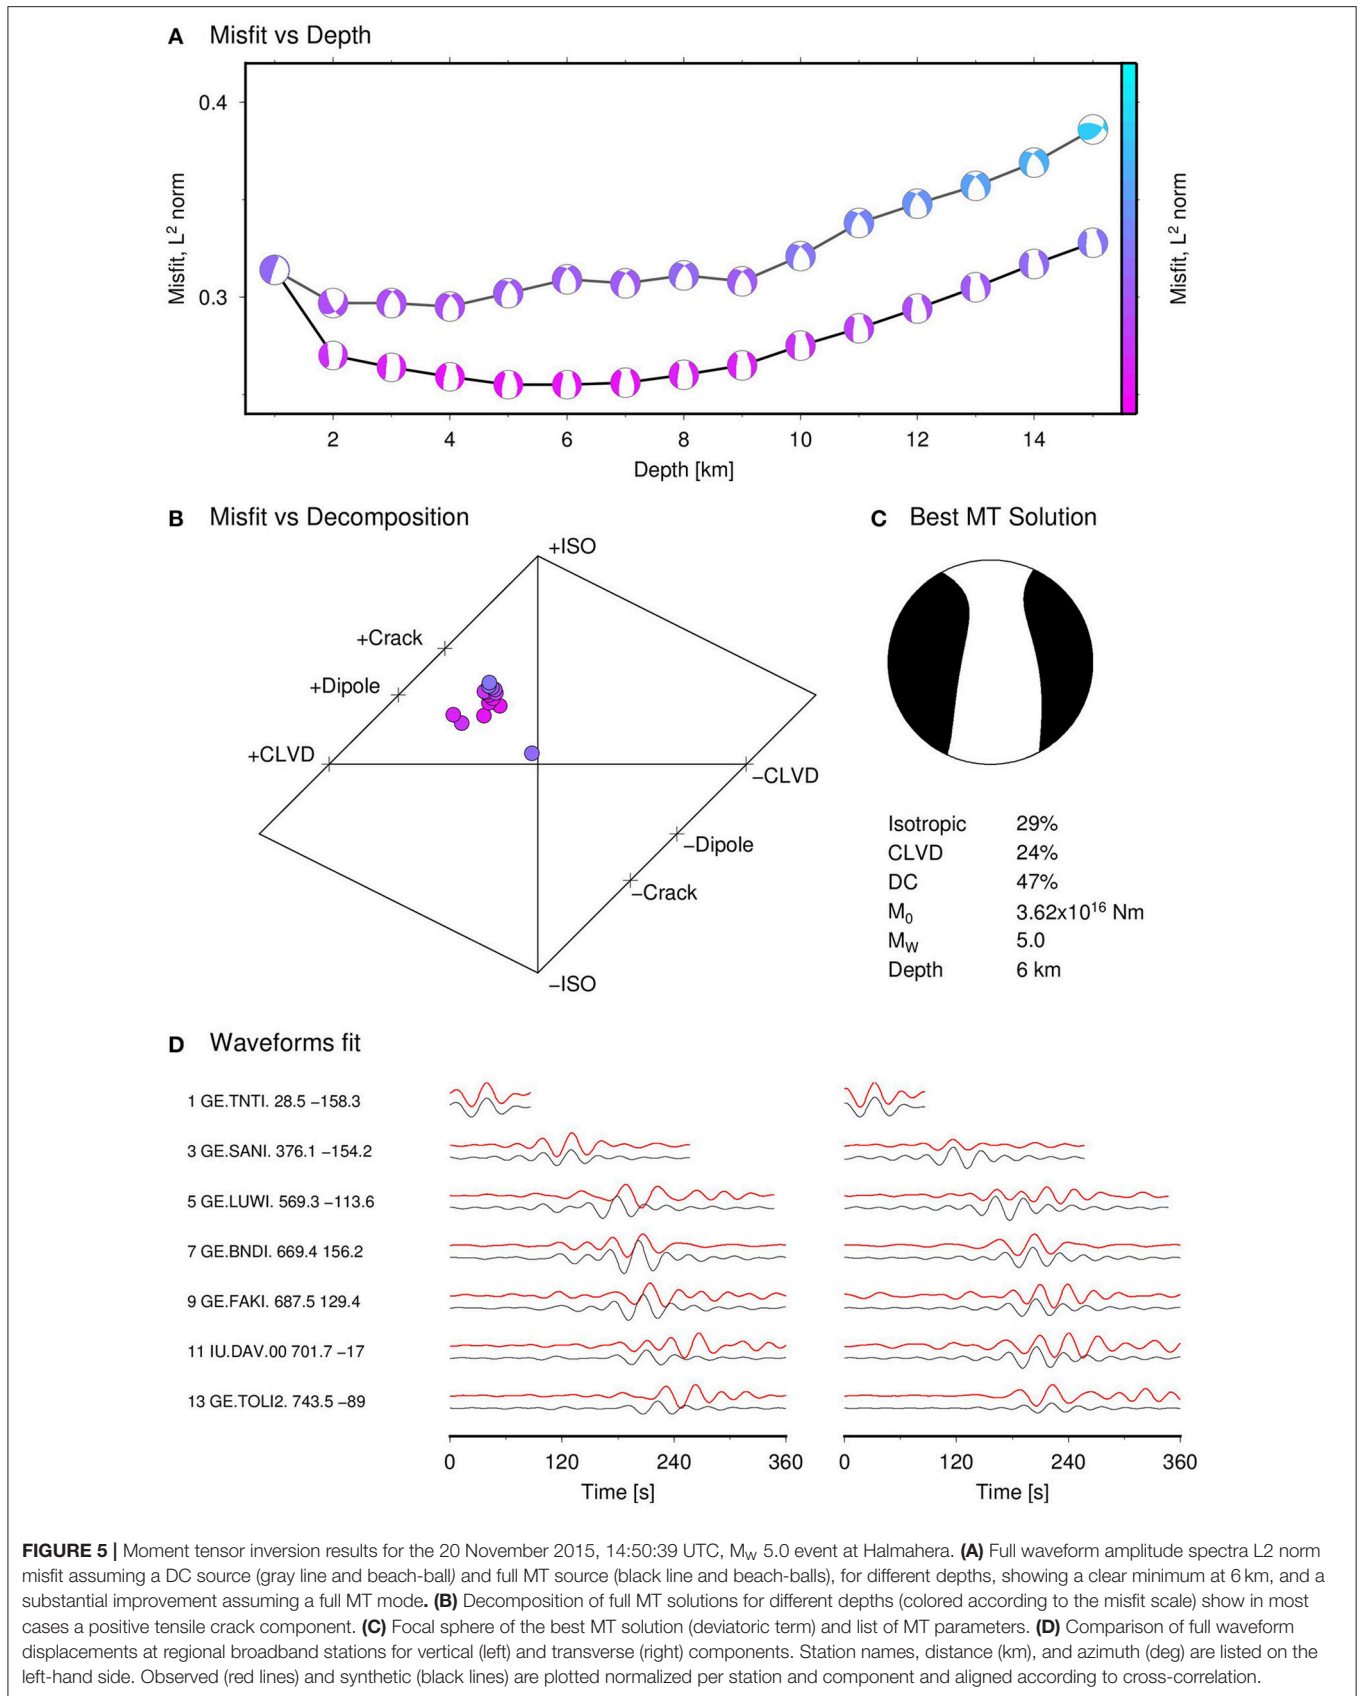 A Misfit vs Depth
0.4
0.3
Misfit, L² norm
Misfit, L² norm
2 4 6 8 10 12 14
Depth [km]
B Misfit vs Decomposition
+ISO
+Crack
+Dipole
+CLVD
−CLVD
−Dipole
−Crack
−ISO
C Best MT Solution
Isotropic 29%
CLVD 24%
DC 47%
M₀ 3.62x10¹⁶ Nm
M_W 5.0
Depth 6 km
D Waveforms fit
1 GE.TNTI. 28.5 −158.3
3 GE.SANI. 376.1 −154.2
5 GE.LUWI. 569.3 −113.6
7 GE.BNDI. 669.4 156.2
9 GE.FAKI. 687.5 129.4
11 IU.DAV.00 701.7 −17
13 GE.TOLI2. 743.5 −89
0 120 240 360
Time [s]
0 120 240 360
Time [s]
FIGURE 5 | Moment tensor inversion results for the 20 November 2015, 14:50:39 UTC, M_W 5.0 event at Halmahera. (A) Full waveform amplitude spectra L2 norm
misfit assuming a DC source (gray line and beach-ball) and full MT source (black line and beach-balls), for different depths, showing a clear minimum at 6 km, and a
substantial improvement assuming a full MT mode. (B) Decomposition of full MT solutions for different depths (colored according to the misfit scale) show in most
cases a positive tensile crack component. (C) Focal sphere of the best MT solution (deviatoric term) and list of MT parameters. (D) Comparison of full waveform
displacements at regional broadband stations for vertical (left) and transverse (right) components. Station names, distance (km), and azimuth (deg) are listed on the
left-hand side. Observed (red lines) and synthetic (black lines) are plotted normalized per station and component and aligned according to cross-correlation.